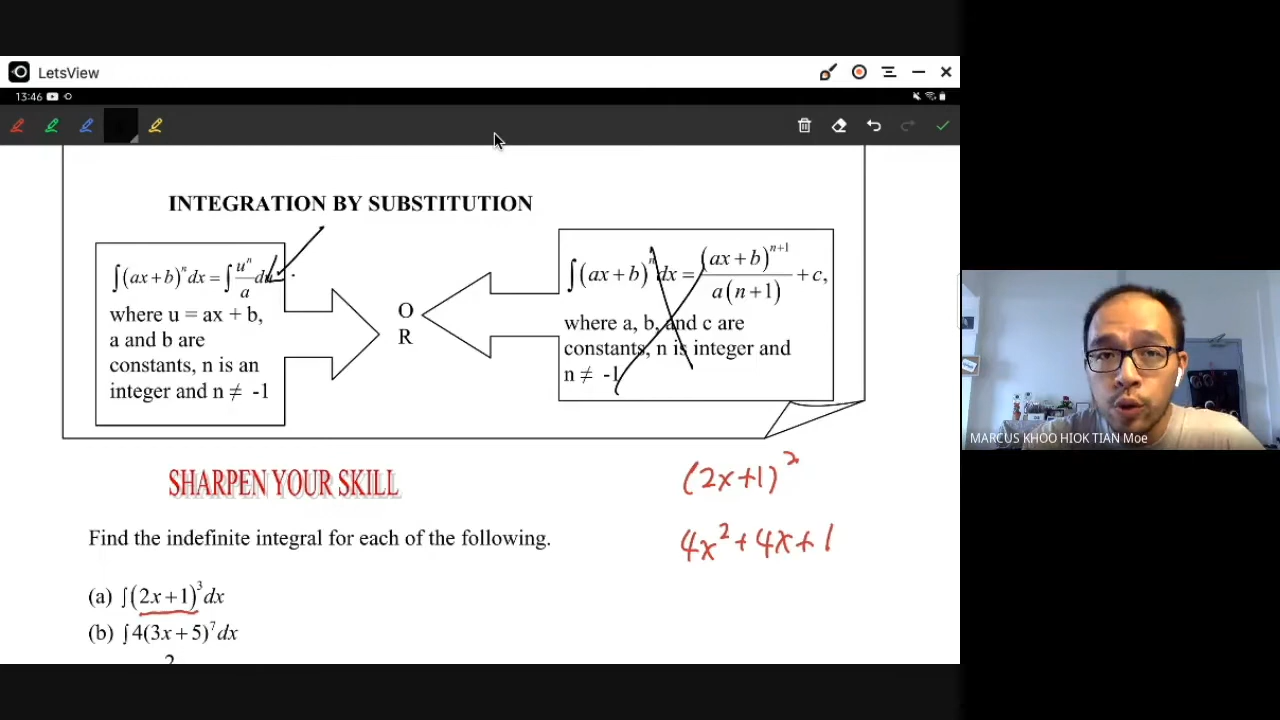 LetsView
13:46
INTEGRATION BY SUBSTITUTION
∫(ax+b)ⁿ dx = ∫ uⁿ/a du
where u = ax + b,
a and b are
constants, n is an
integer and n ≠ -1
O
R
∫(ax+b)ⁿ dx = (ax+b)ⁿ⁺¹/a(n+1) + c,
where a, b, and c are
constants, n is integer and
n ≠ -1
SHARPEN YOUR SKILL
(2x+1)²
4x²+4x+1
Find the indefinite integral for each of the following.
(a) ∫(2x+1)³ dx
(b) ∫4(3x+5)⁷ dx
2
MARCUS KHOO HIOK TIAN Moe